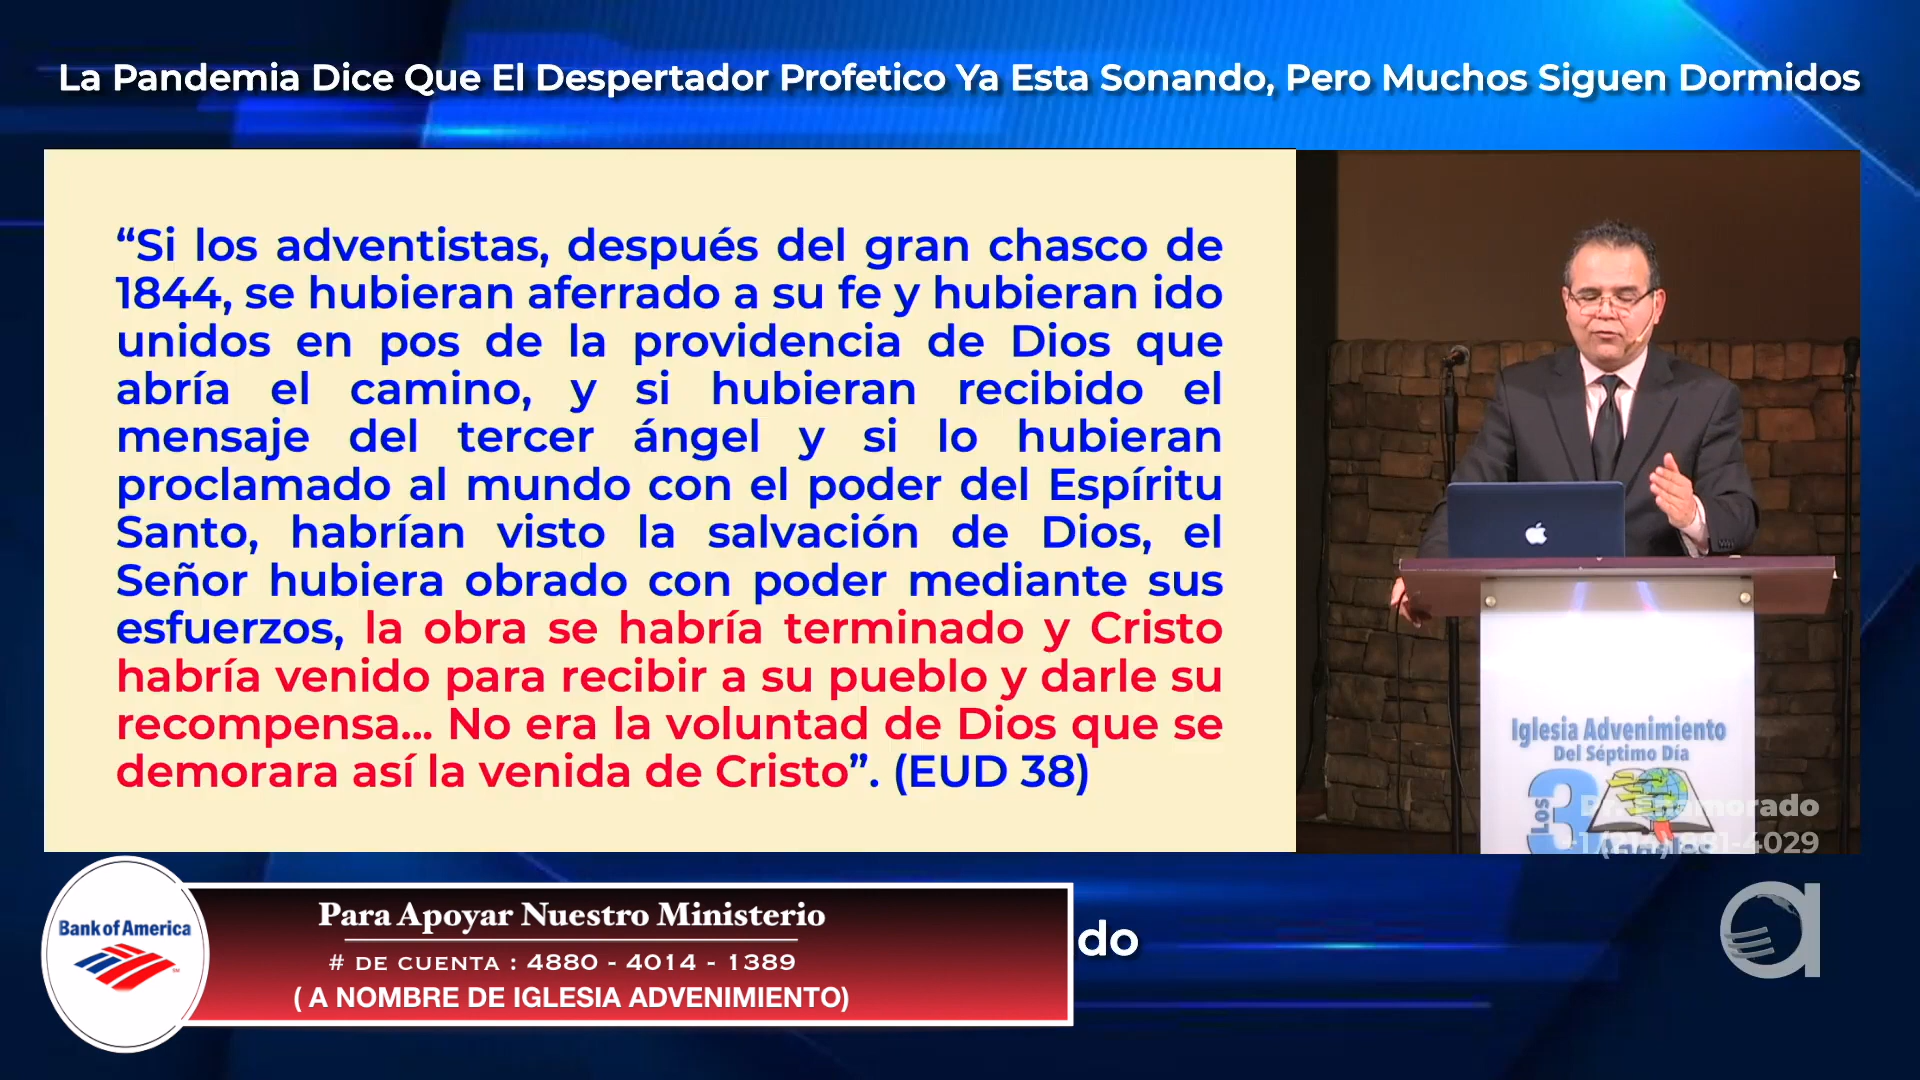 La Pandemia Dice Que El Despertador Profetico Ya Esta Sonando, Pero Muchos Siguen Dormidos
“Si los adventistas, después del gran chasco de
1844, se hubieran aferrado a su fe y hubieran ido
unidos en pos de la providencia de Dios que
abría el camino, y si hubieran recibido el
mensaje del tercer ángel y si lo hubieran
proclamado al mundo con el poder del Espíritu
Santo, habrían visto la salvación de Dios, el
Señor hubiera obrado con poder mediante sus
esfuerzos, la obra se habría terminado y Cristo
habría venido para recibir a su pueblo y darle su
recompensa... No era la voluntad de Dios que se
demorara así la venida de Cristo”. (EUD 38)
Iglesia Advenimiento
Del Séptimo Día
Los 3
Dr. Enamorado
4029
Bank of America
Para Apoyar Nuestro Ministerio
# DE CUENTA : 4880 - 4014 - 1389
( A NOMBRE DE IGLESIA ADVENIMIENTO)
do